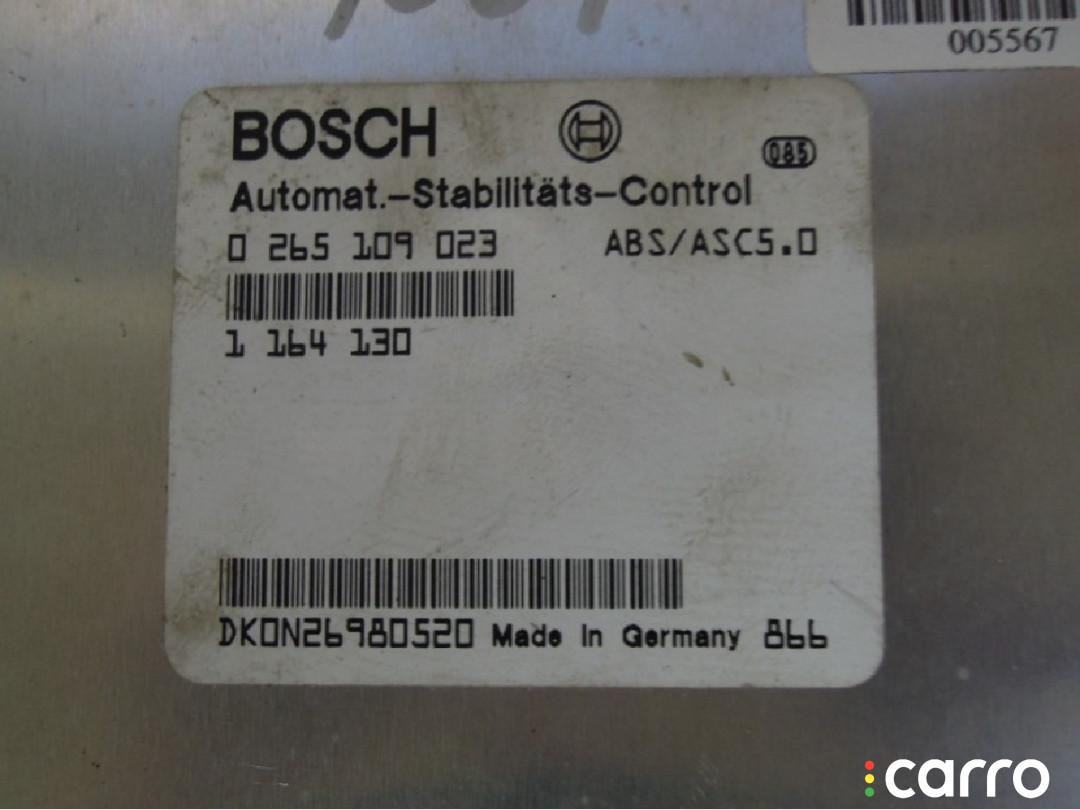 005567
BOSCH
085
Automat.-Stabilitäts-Control
0 265 109 023 ABS/ASC5.0
1 164 130
DK0N26980520 Made in Germany 866
carro